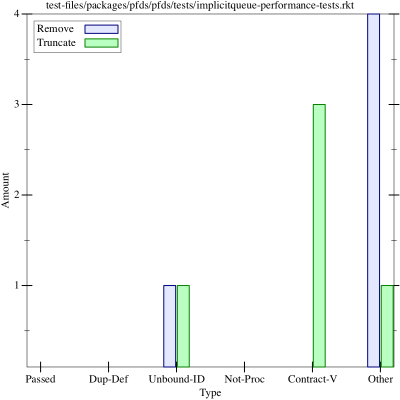 test-files/packages/pfds/pfds/tests/implicitqueue-performance-tests.rkt
Remove
Truncate
4
3
2
1
Amount
Passed Dup-Def Unbound-ID Not-Proc Contract-V Other
Type